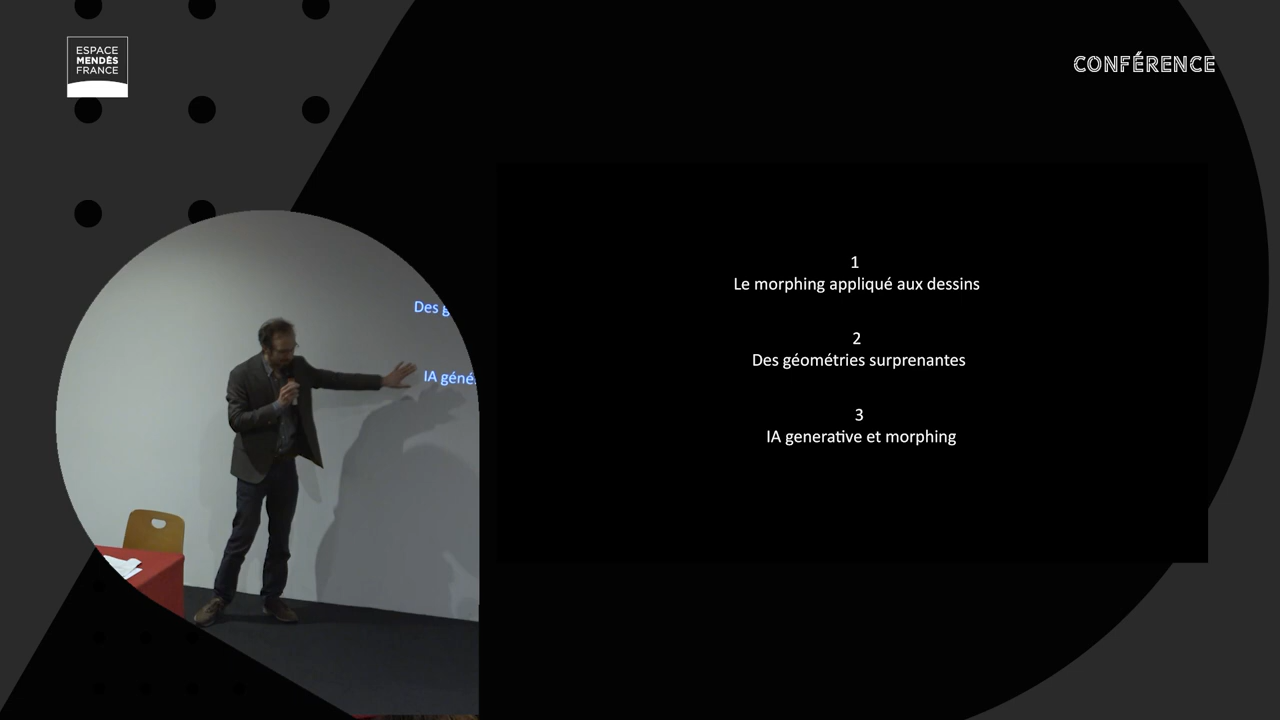 ESPACE
MENDÈS
FRANCE
CONFÉRENCE
1
Le morphing appliqué aux dessins
2
Des géométries surprenantes
3
IA generative et morphing
Des g
IA géné